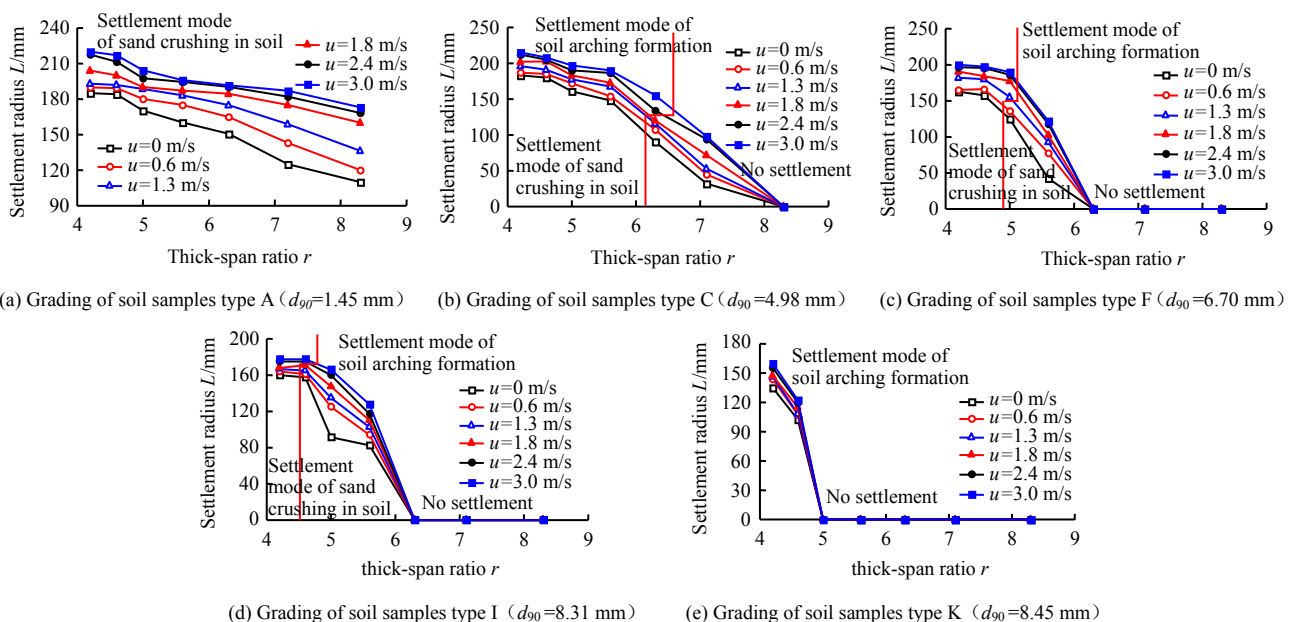 Settlement mode
of sand crushing in soil
u=1.8 m/s
u=2.4 m/s
u=3.0 m/s
u=0 m/s
u=0.6 m/s
u=1.3 m/s
Settlement radius L/mm
240
210
180
150
120
90
4 5 6 7 8 9
Thick-span ratio r
(a) Grading of soil samples type A（d90=1.45 mm）
Settlement mode of
soil arching formation
u=0 m/s
u=0.6 m/s
u=1.3 m/s
u=1.8 m/s
u=2.4 m/s
u=3.0 m/s
Settlement
mode of sand
crushing in soil
No settlement
Settlement radius L/mm
250
200
150
100
50
0
4 5 6 7 8 9
Thick-span ratio r
(b) Grading of soil samples type C（d90=4.98 mm）
Settlement mode of
soil arching formation
u=0 m/s
u=0.6 m/s
u=1.3 m/s
u=1.8 m/s
u=2.4 m/s
u=3.0 m/s
Settlement
mode of sand
crushing in soil
No settlement
Settlement radius L/mm
250
200
150
100
50
0
4 5 6 7 8 9
Thick-span ratio r
(c) Grading of soil samples type F（d90=6.70 mm）
Settlement mode of
soil arching formation
u=0 m/s
u=0.6 m/s
u=1.3 m/s
u=1.8 m/s
u=2.4 m/s
u=3.0 m/s
Settlement
mode of sand
crushing in soil
No settlement
Settlement radius L/mm
200
160
120
80
40
0
4 5 6 7 8 9
thick-span ratio r
(d) Grading of soil samples type I（d90=8.31 mm）
Settlement mode of
soil arching formation
u=0 m/s
u=0.6 m/s
u=1.3 m/s
u=1.8 m/s
u=2.4 m/s
u=3.0 m/s
No settlement
Settlement radius L/mm
180
150
120
90
60
30
0
4 5 6 7 8 9
thick-span ratio r
(e) Grading of soil samples type K（d90=8.45 mm）